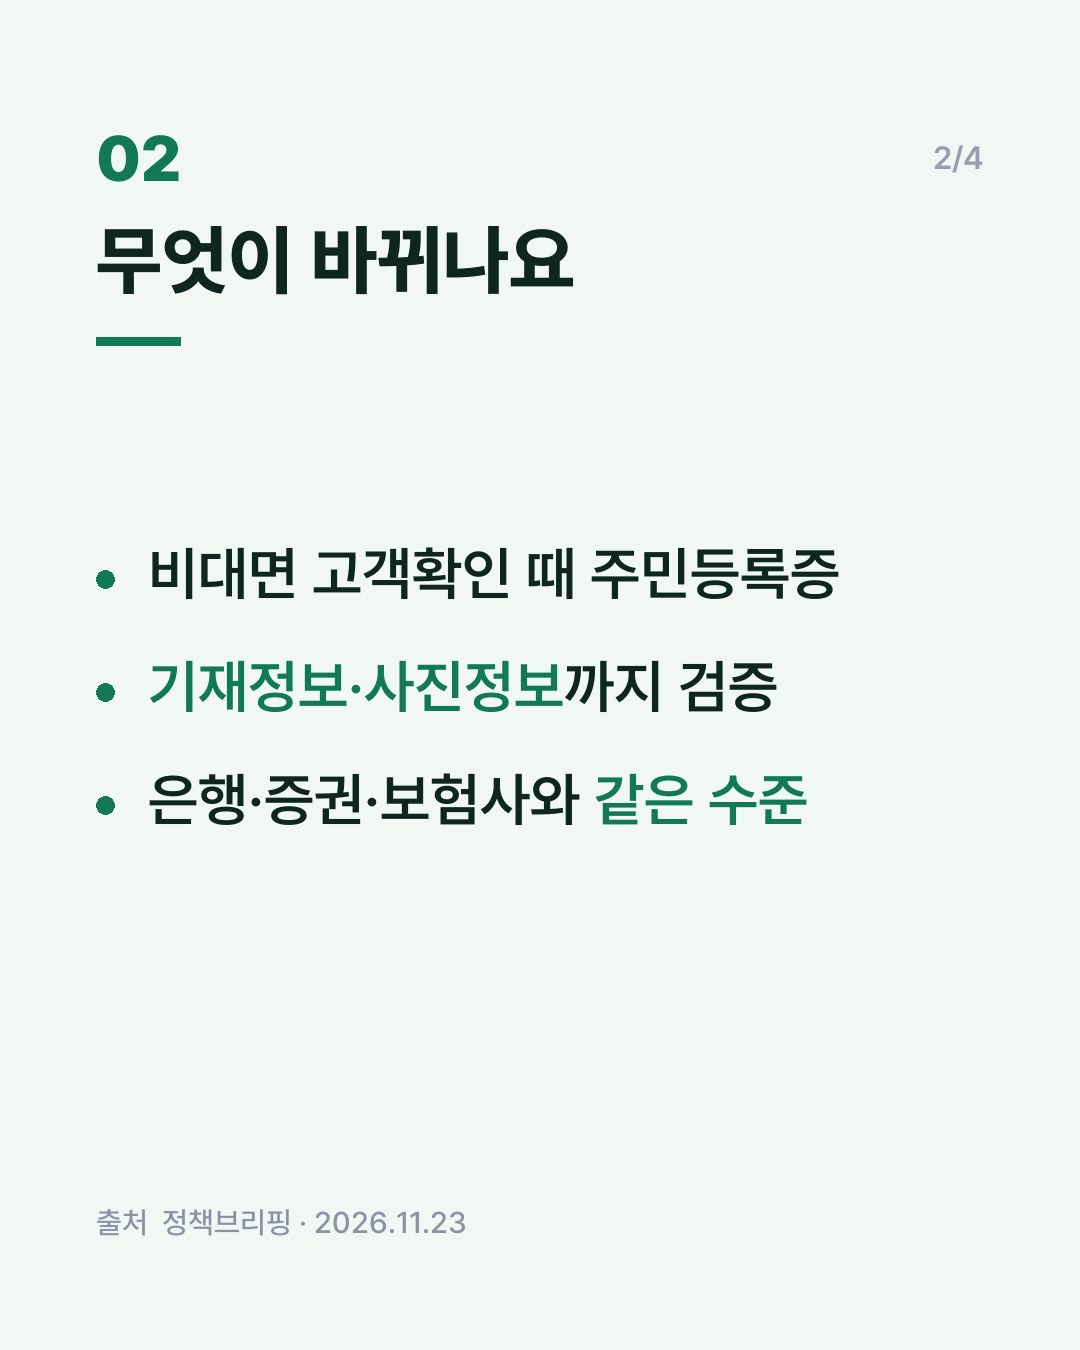 02
2/4
무엇이 바뀌나요
비대면 고객확인 때 주민등록증
기재정보·사진정보까지 검증
은행·증권·보험사와 같은 수준
출처 정책브리핑 · 2026.11.23